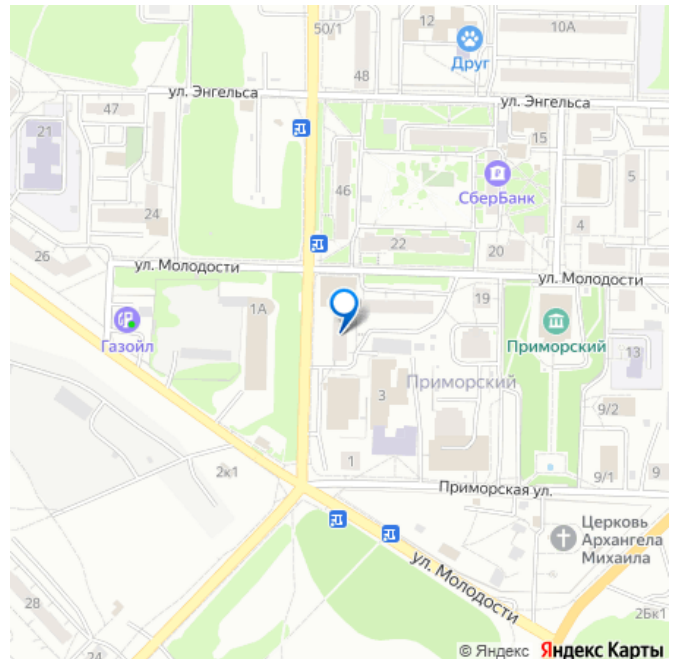 50/1
12
10А
Друг
48
ул. Энгельса
ул. Энгельса
47
21
15
5
46
СберБанк
24
4
22
20
26
ул. Молодости
ул. Молодости
1А
19
Газойл
Приморский
13
Приморский
3
9/2
1
2к1
9/1
9
Приморская ул.
Церковь
Архангела
Михаила
ул. Молодости
28
2Бк1
24
© Яндекс Яндекс Карты